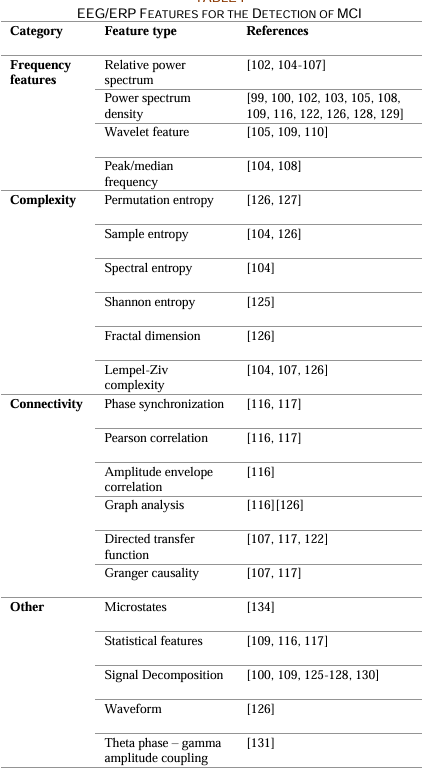 TABLE I
EEG/ERP FEATURES FOR THE DETECTION OF MCI
Category Feature type References
Frequency features Relative power spectrum [102, 104-107]
Power spectrum density [99, 100, 102, 103, 105, 108, 109, 116, 122, 126, 128, 129]
Wavelet feature [105, 109, 110]
Peak/median frequency [104, 108]
Complexity Permutation entropy [126, 127]
Sample entropy [104, 126]
Spectral entropy [104]
Shannon entropy [125]
Fractal dimension [126]
Lempel-Ziv complexity [104, 107, 126]
Connectivity Phase synchronization [116, 117]
Pearson correlation [116, 117]
Amplitude envelope correlation [116]
Graph analysis [116][126]
Directed transfer function [107, 117, 122]
Granger causality [107, 117]
Other Microstates [134]
Statistical features [109, 116, 117]
Signal Decomposition [100, 109, 125-128, 130]
Waveform [126]
Theta phase – gamma amplitude coupling [131]